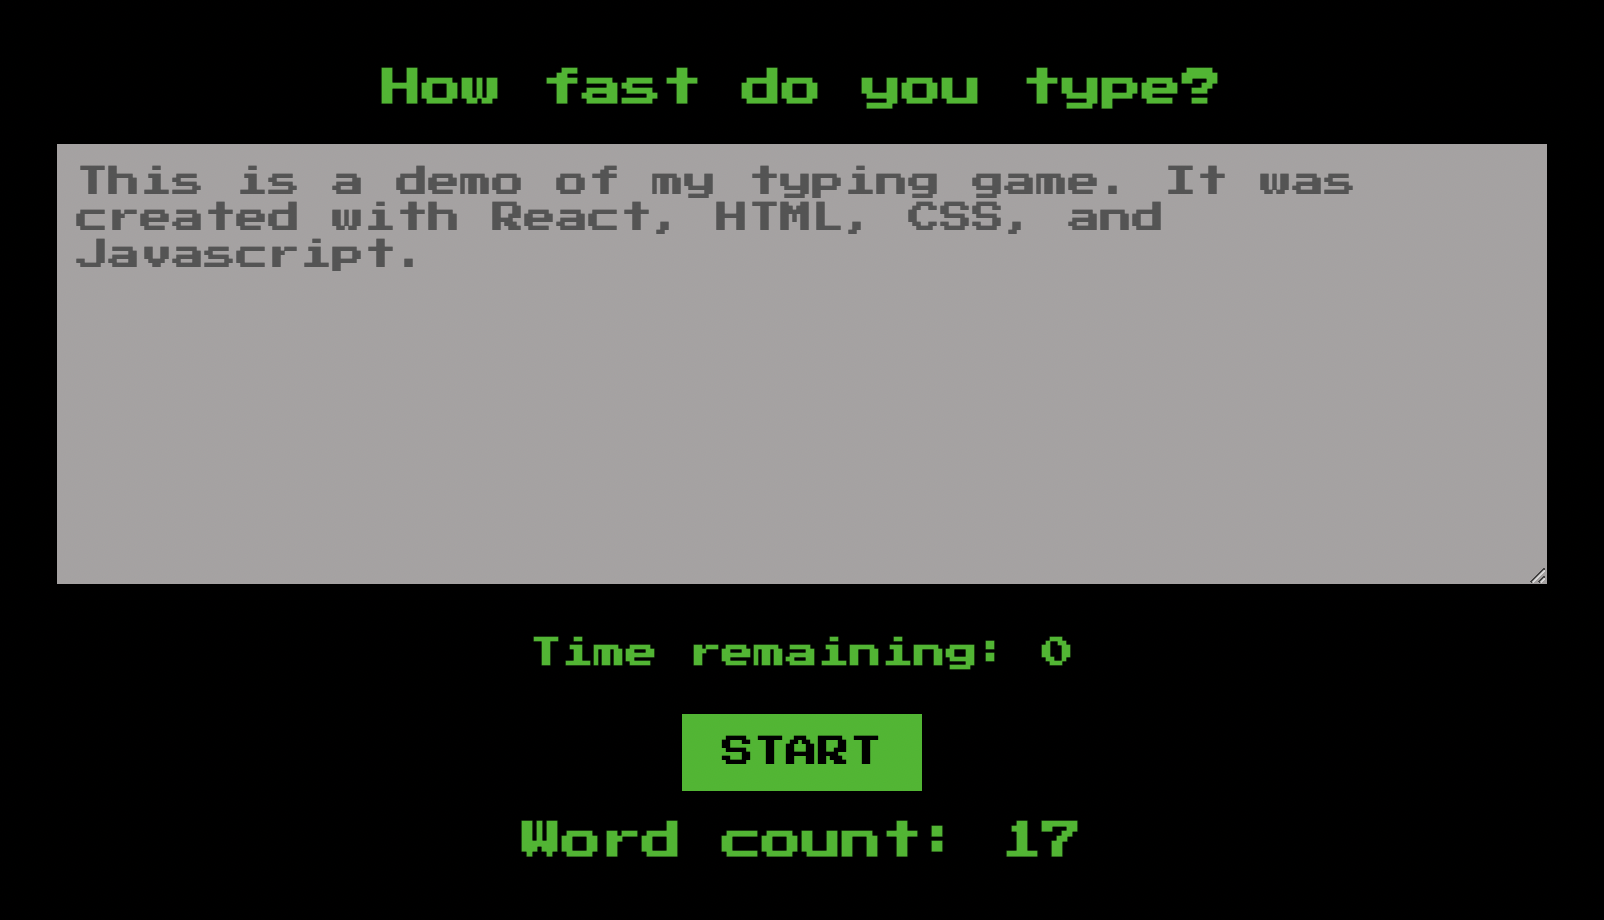 How fast do you type?
This is a demo of my typing game. It was
created with React, HTML, CSS, and
Javascript.
Time remaining: 0
START
Word count: 17